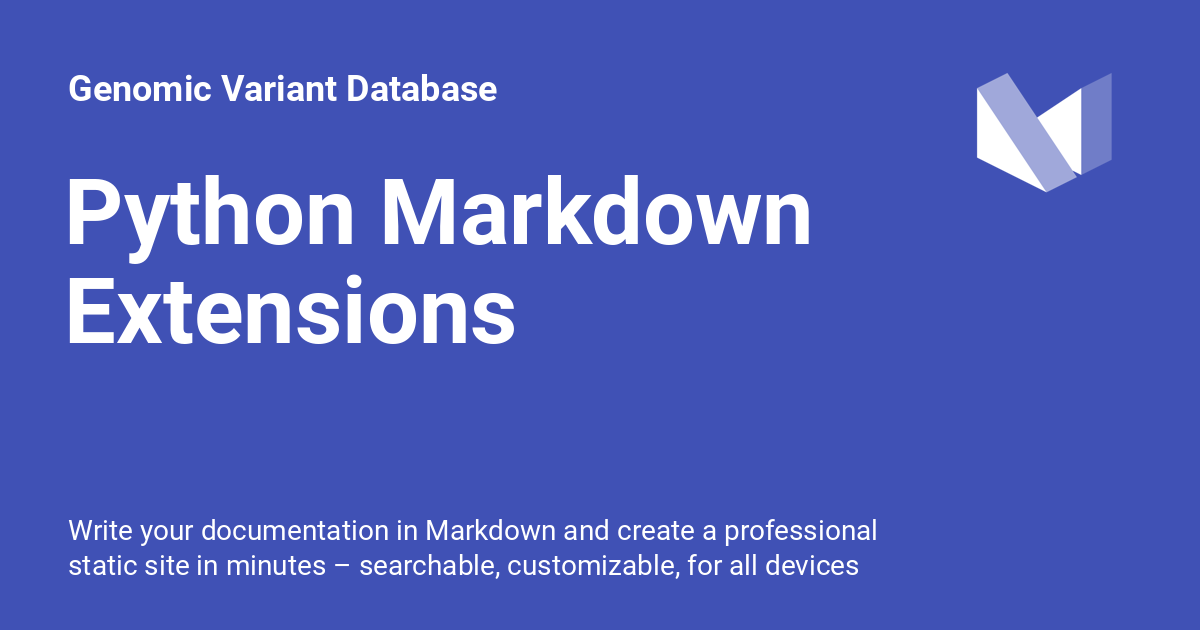 Genomic Variant Database
Python Markdown
Extensions
Write your documentation in Markdown and create a professional
static site in minutes – searchable, customizable, for all devices